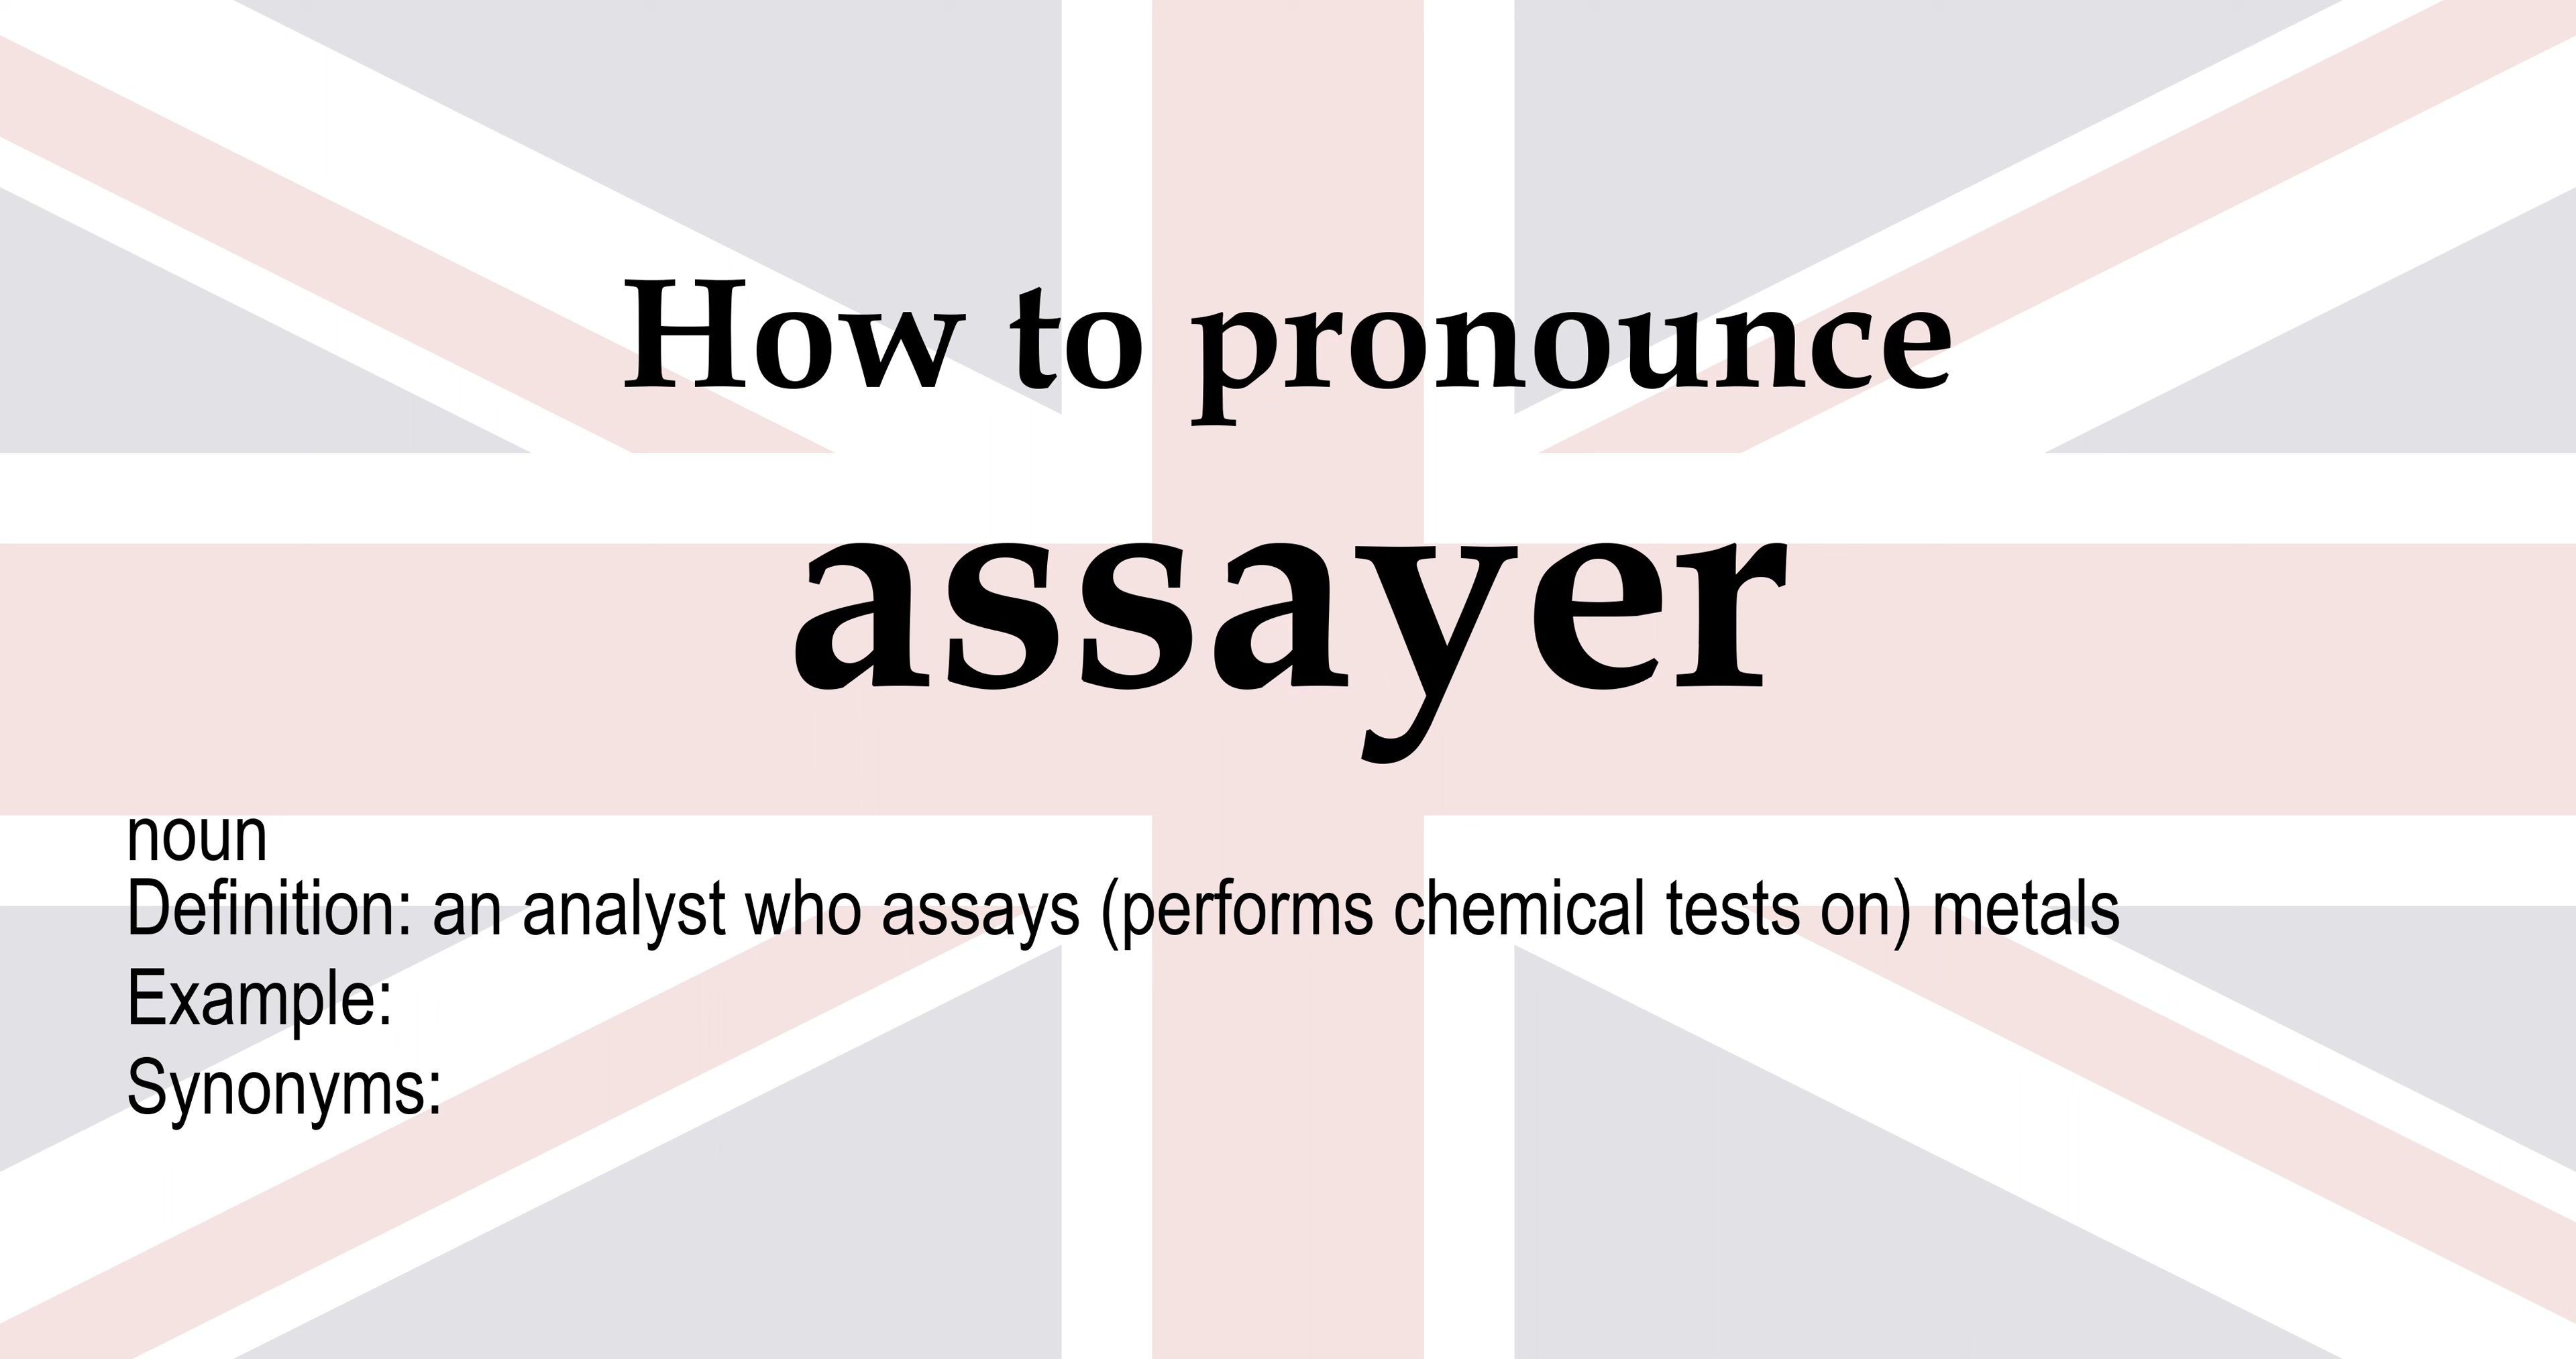 How to pronounce
assayer
noun
Definition: an analyst who assays (performs chemical tests on) metals
Example:
Synonyms: